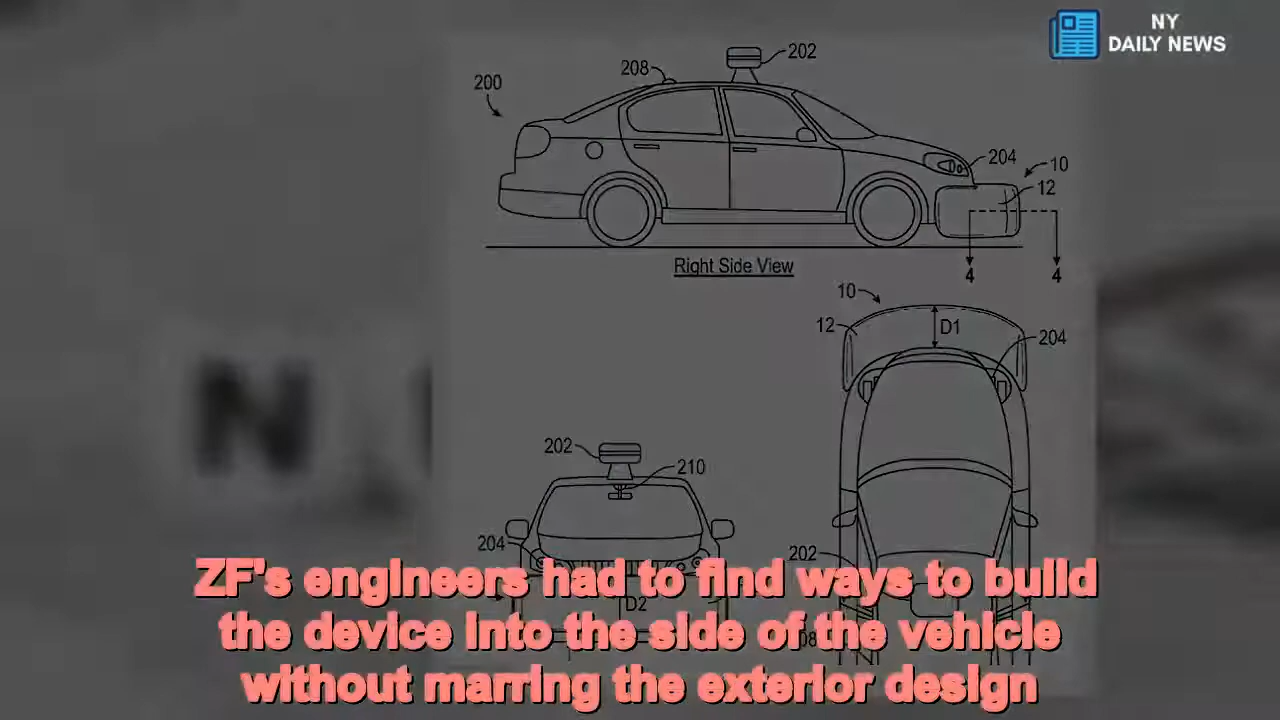 NY
DAILY NEWS
202
208
200
204
10
12
Right Side View
4
4
10
12
D1
204
202
210
204
202
D2
08
ZF's engineers had to find ways to build
the device into the side of the vehicle
without marring the exterior design